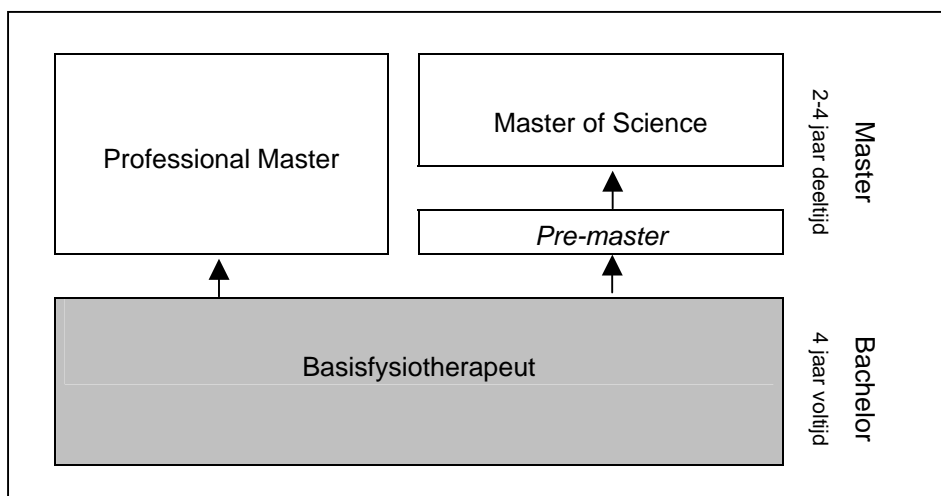 Professional Master
Master of Science
Pre-master
Master
2-4 jaar deeltijd
Basisfysiotherapeut
Bachelor
4 jaar voltijd